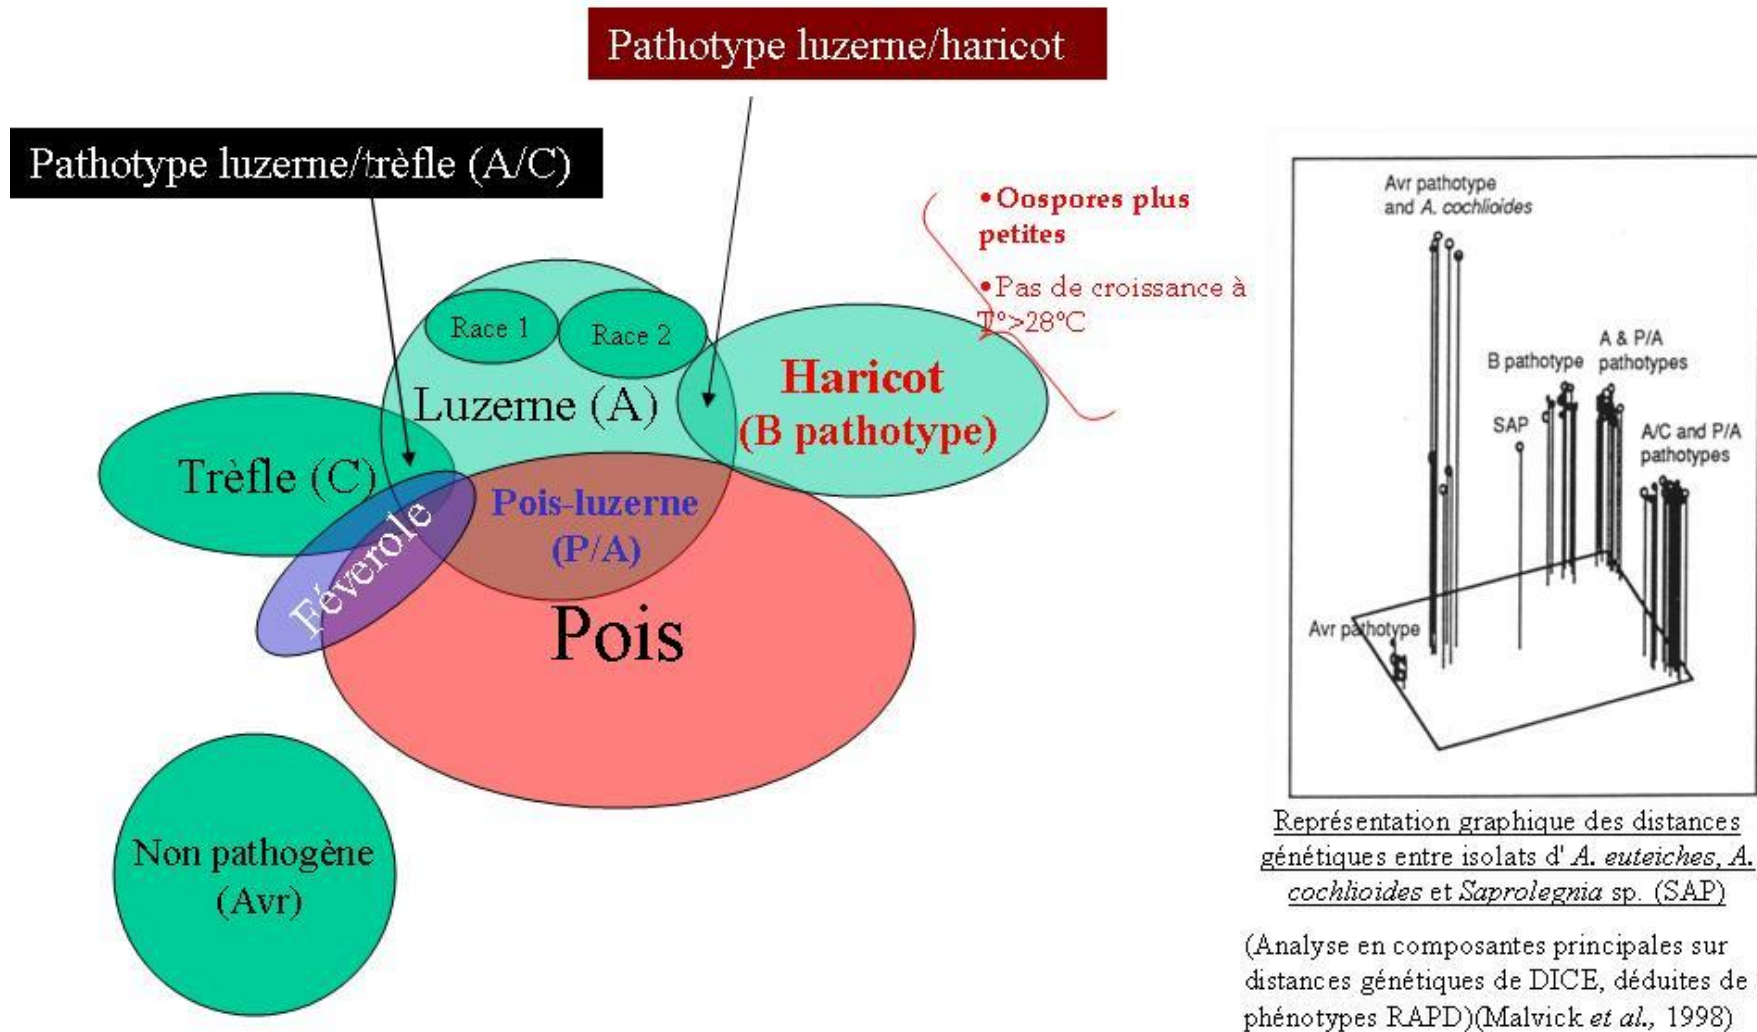 Pathotype luzerne/haricot
Pathotype luzerne/trèfle (A/C)
•Oospores plus
petites
•Pas de croissance à
T°>28°C
Race 1
Race 2
Luzerne (A)
Haricot
(B pathotype)
Trèfle (C)
Féverole
Pois-luzerne
(P/A)
Pois
Non pathogène
(Avr)
Avr pathotype
and A. cochlioides
B pathotype
A & P/A
pathotypes
SAP
A/C and P/A
pathotypes
Avr pathotype
Représentation graphique des distances
génétiques entre isolats d' A. euteiches, A.
cochlioides et Saprolegnia sp. (SAP)
(Analyse en composantes principales sur
distances génétiques de DICE, déduites de
phénotypes RAPD)(Malvick et al., 1998)